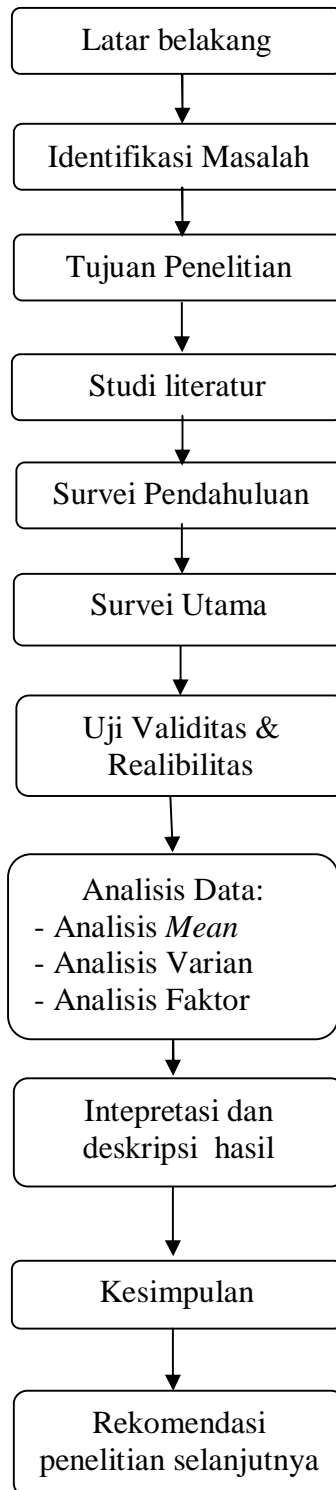 Latar belakang
Identifikasi Masalah
Tujuan Penelitian
Studi literatur
Survei Pendahuluan
Survei Utama
Uji Validitas &
Realibilitas
Analisis Data:
- Analisis Mean
- Analisis Varian
- Analisis Faktor
Intepretasi dan
deskripsi hasil
Kesimpulan
Rekomendasi
penelitian selanjutnya